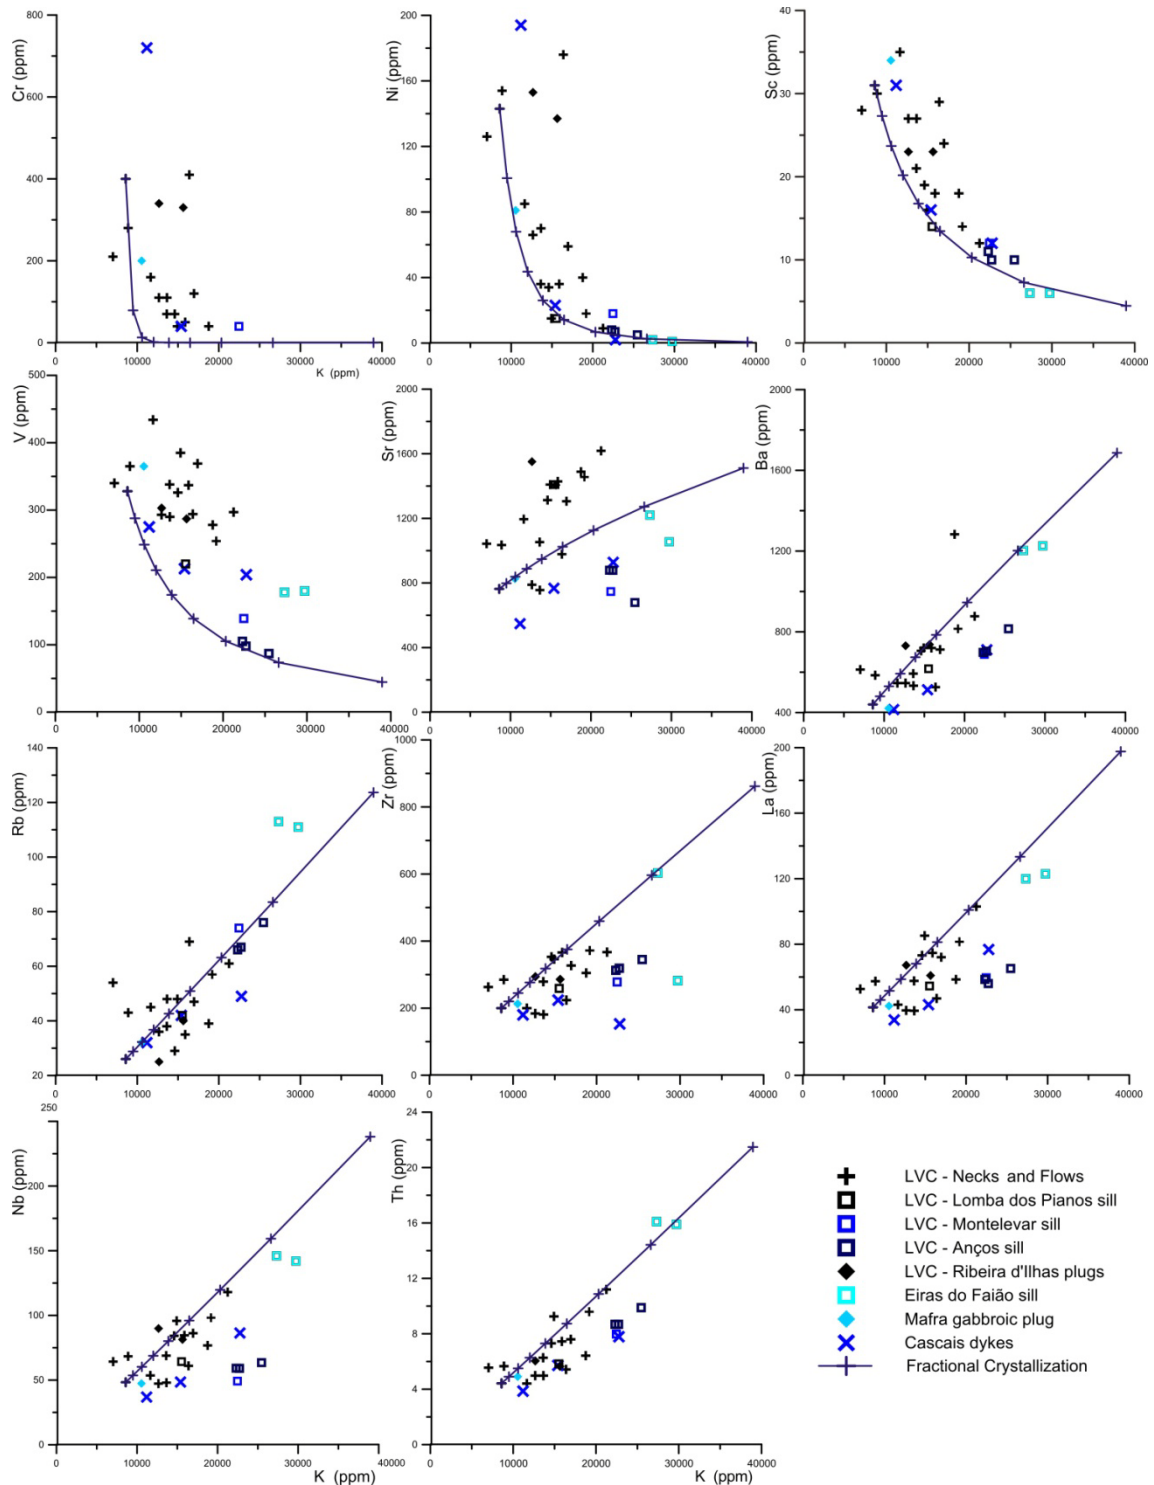 Cr (ppm)
800
600
400
200
0
0 10000 20000 30000 40000
K (ppm)
Ni (ppm)
200
160
120
80
40
0
0 10000 20000 30000 40000
Sc (ppm)
40
30
20
10
0
0 10000 20000 30000 40000
V (ppm)
500
400
300
200
100
0
0 10000 20000 30000 40000
Sr (ppm)
2000
1600
1200
800
400
0
0 10000 20000 30000 40000
Ba (ppm)
2000
1600
1200
800
400
0 10000 20000 30000 40000
Rb (ppm)
140
120
100
80
60
40
20
0 10000 20000 30000 40000
Zr (ppm)
1000
800
600
400
200
0
0 10000 20000 30000 40000
La (ppm)
200
160
120
80
40
0
0 10000 20000 30000 40000
Nb (ppm)
250
200
150
100
50
0
0 10000 20000 30000 40000
K (ppm)
Th (ppm)
24
20
16
12
8
4
0
0 10000 20000 30000 40000
K (ppm)
LVC - Necks and Flows
LVC - Lomba dos Pianos sill
LVC - Montelevar sill
LVC - Anços sill
LVC - Ribeira d'Ilhas plugs
Eiras do Faião sill
Mafra gabbroic plug
Cascais dykes
Fractional Crystallization